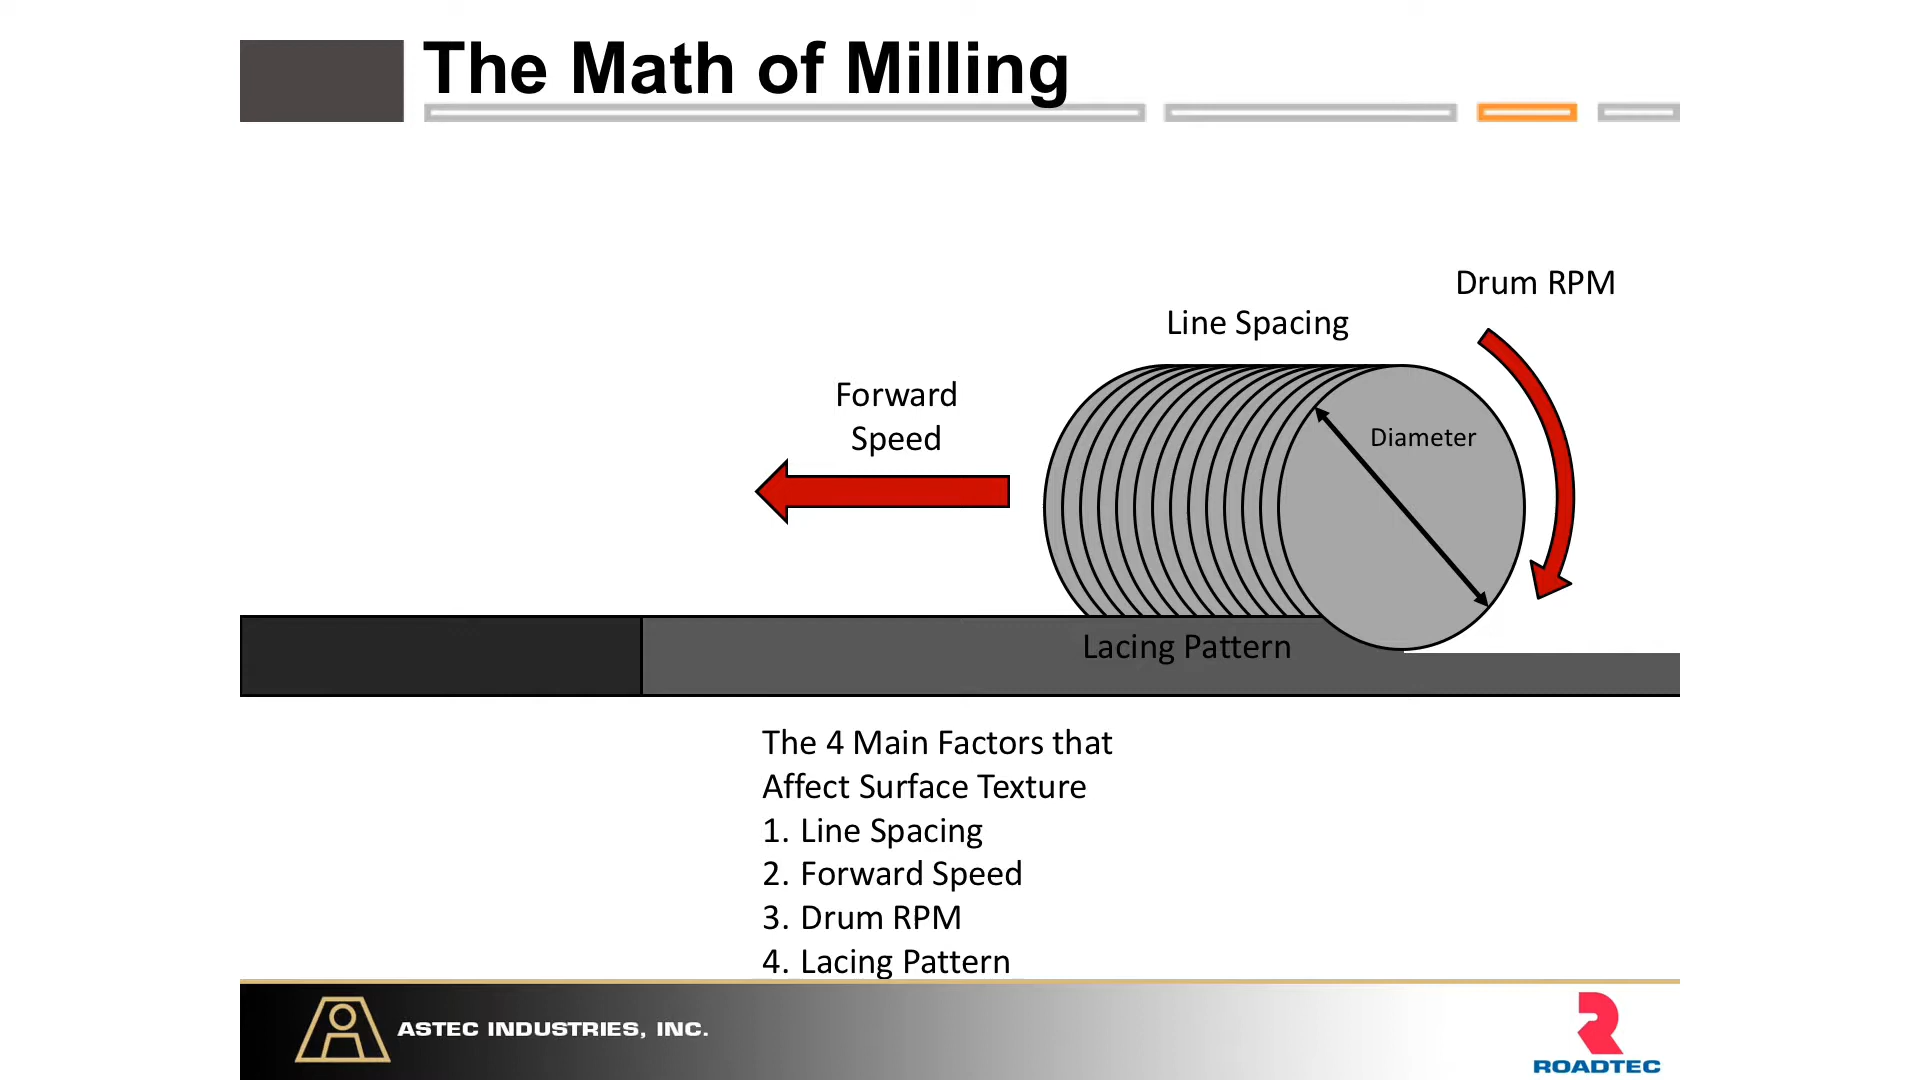 The Math of Milling
Drum RPM
Line Spacing
Forward
Speed
Diameter
Lacing Pattern
The 4 Main Factors that
Affect Surface Texture
1. Line Spacing
2. Forward Speed
3. Drum RPM
4. Lacing Pattern
ASTEC INDUSTRIES, INC.
ROADTEC